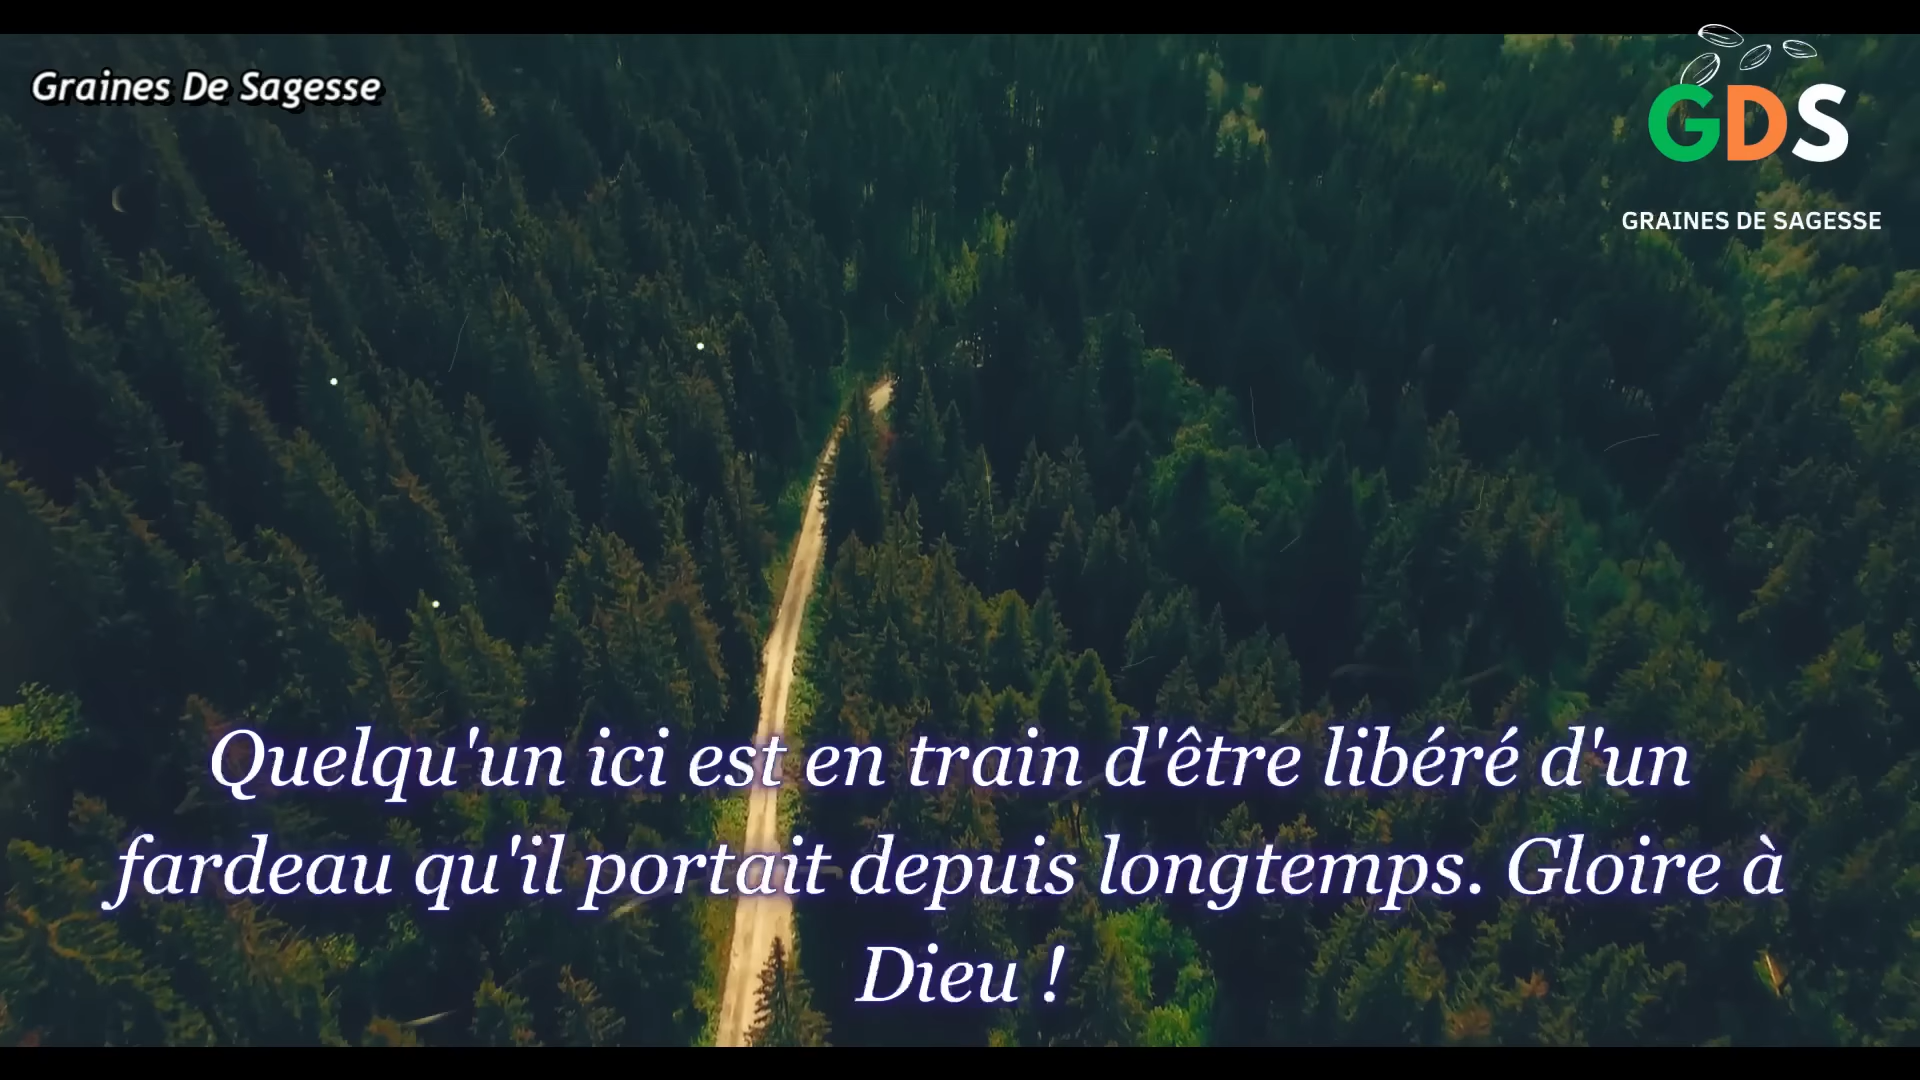 Graines De Sagesse
GDS
GRAINES DE SAGESSE
Quelqu'un ici est en train d'être libéré d'un
fardeau qu'il portait depuis longtemps. Gloire à
Dieu !